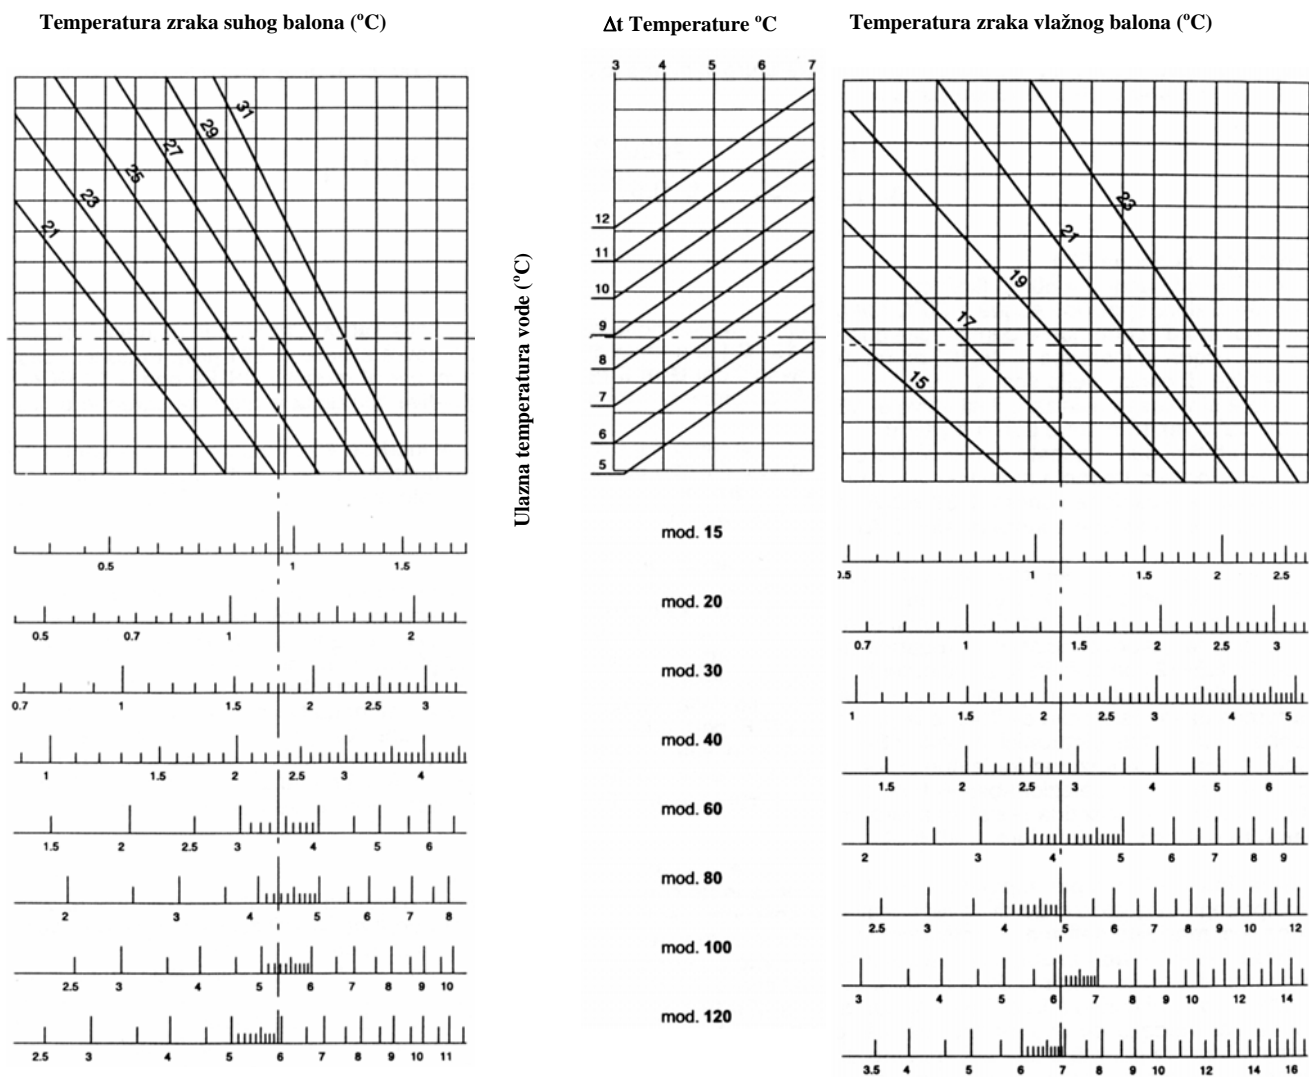 Temperatura zraka suhog balona (°C)
Δt Temperature °C
Temperatura zraka vlažnog balona (°C)
3 4 5 6 7
31
29
27
25
23
21
12
11
10
9
8
7
6
5
Ulazna temperatura vode (°C)
23
21
19
17
15
0.5 1 1.5
mod. 15
0.5 1 1.5 2 2.5
0.5 0.7 1 2
mod. 20
0.7 1 1.5 2 2.5 3
0.7 1 1.5 2 2.5 3
mod. 30
1 1.5 2 2.5 3 4 5
1 1.5 2 2.5 3 4
mod. 40
1.5 2 2.5 3 4 5 6
1.5 2 2.5 3 4 5 6
mod. 60
2 3 4 5 6 7 8 9
2 3 4 5 6 7 8
mod. 80
2.5 3 4 5 6 7 8 9 10 12
2.5 3 4 5 6 7 8 9 10
mod. 100
3 4 5 6 7 8 9 10 12 14
2.5 3 4 5 6 7 8 9 10 11
mod. 120
3.5 4 5 6 7 8 9 10 12 14 16